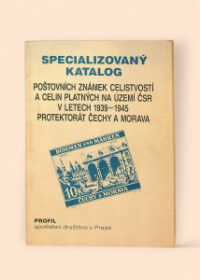 SPECIALIZOVANÝ
KATALOG
POŠTOVNÍCH ZNÁMEK CELISTVOSTÍ
A CELIN PLATNÝCH NA ÚZEMÍ ČSR
V LETECH 1939—1945
PROTEKTORÁT ČECHY A MORAVA
BÖHMEN UND MÄHREN
10K
ČECHY A MORAVA
PROFIL
spotřební družstvo v Praze